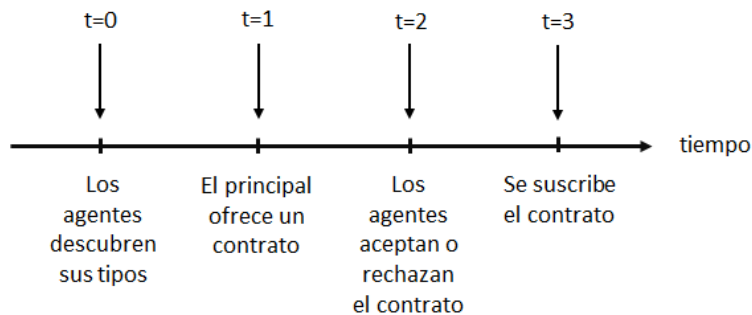 t=0
t=1
t=2
t=3
tiempo
Los
agentes
descubren
sus tipos
El principal
ofrece un
contrato
Los
agentes
aceptan o
rechazan
el contrato
Se suscribe
el contrato